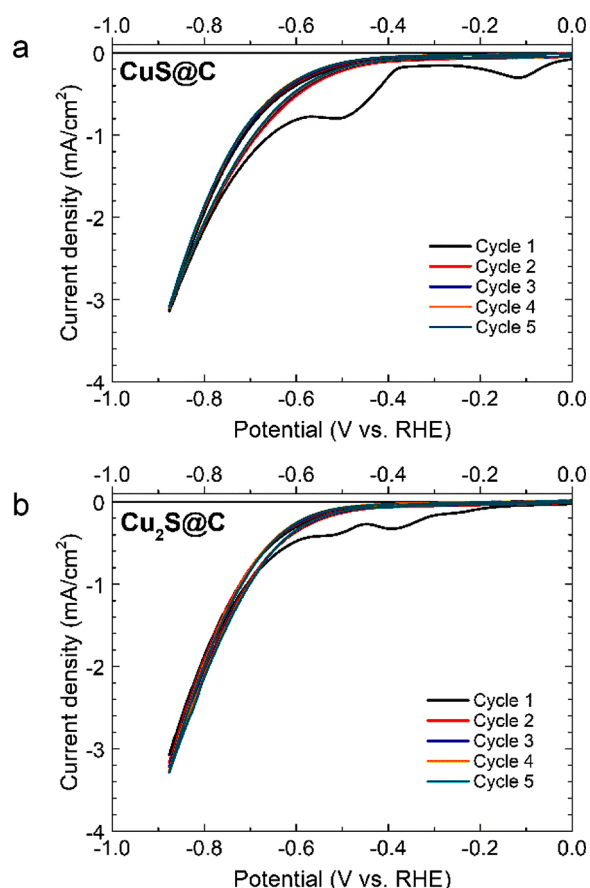 a
-1.0 -0.8 -0.6 -0.4 -0.2 0.0
CuS@C
0
-1
-2
-3
-4
Current density (mA/cm²)
Cycle 1
Cycle 2
Cycle 3
Cycle 4
Cycle 5
-1.0 -0.8 -0.6 -0.4 -0.2 0.0
Potential (V vs. RHE)
b
-1.0 -0.8 -0.6 -0.4 -0.2 0.0
Cu₂S@C
0
-1
-2
-3
-4
Current density (mA/cm²)
Cycle 1
Cycle 2
Cycle 3
Cycle 4
Cycle 5
-1.0 -0.8 -0.6 -0.4 -0.2 0.0
Potential (V vs. RHE)